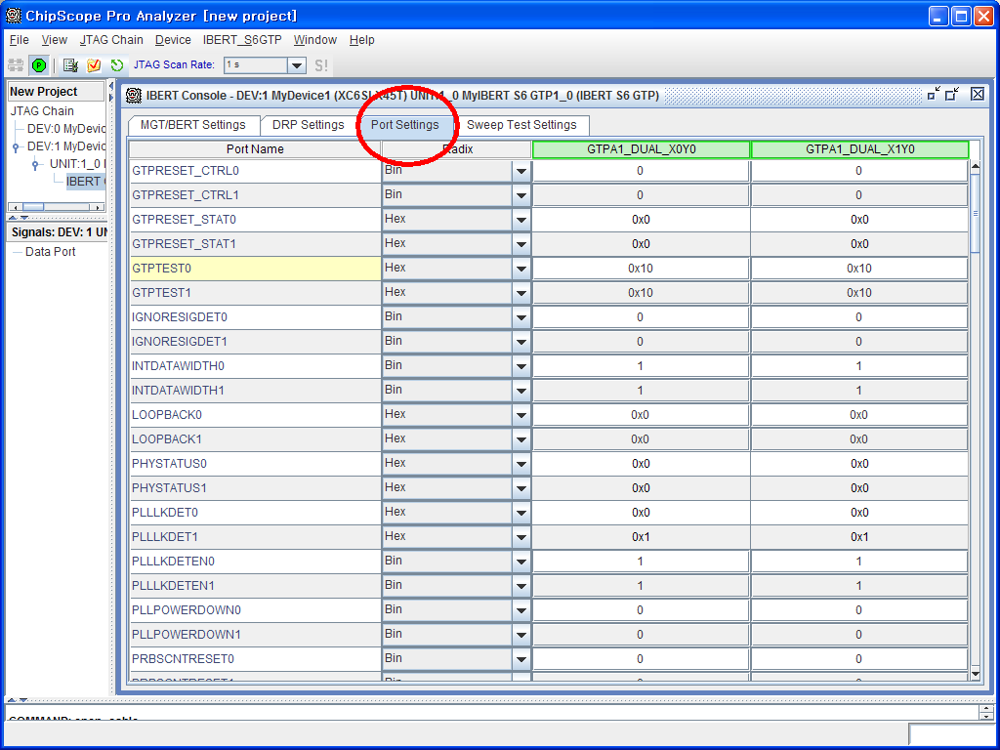 ChipScope Pro Analyzer [new project]
File View JTAG Chain Device IBERT_S6GTP Window Help
JTAG Scan Rate: 1 s S!
New Project
JTAG Chain
DEV:0 MyDevic
DEV:1 MyDevic
UNIT:1_0
IBERT
Signals: DEV: 1 UN
Data Port
IBERT Console - DEV:1 MyDevice1 (XC6SLX45T) UNIT:1_0 MyIBERT S6 GTP1_0 (IBERT S6 GTP)
MGT/BERT Settings DRP Settings Port Settings Sweep Test Settings
Port Name Radix GTPA1_DUAL_X0Y0 GTPA1_DUAL_X1Y0
GTPRESET_CTRL0 Bin 0 0
GTPRESET_CTRL1 Bin 0 0
GTPRESET_STAT0 Hex 0x0 0x0
GTPRESET_STAT1 Hex 0x0 0x0
GTPTEST0 Hex 0x10 0x10
GTPTEST1 Hex 0x10 0x10
IGNORESIGDET0 Bin 0 0
IGNORESIGDET1 Bin 0 0
INTDATAWIDTH0 Bin 1 1
INTDATAWIDTH1 Bin 1 1
LOOPBACK0 Hex 0x0 0x0
LOOPBACK1 Hex 0x0 0x0
PHYSTATUS0 Hex 0x0 0x0
PHYSTATUS1 Hex 0x0 0x0
PLLLKDET0 Hex 0x0 0x0
PLLLKDET1 Hex 0x1 0x1
PLLLKDETEN0 Bin 1 1
PLLLKDETEN1 Bin 1 1
PLLPOWERDOWN0 Bin 0 0
PLLPOWERDOWN1 Bin 0 0
PRBSCNTRESET0 Bin 0 0
PRBSCNTRESET1 Bin 0 0
COMMAND: open_cable